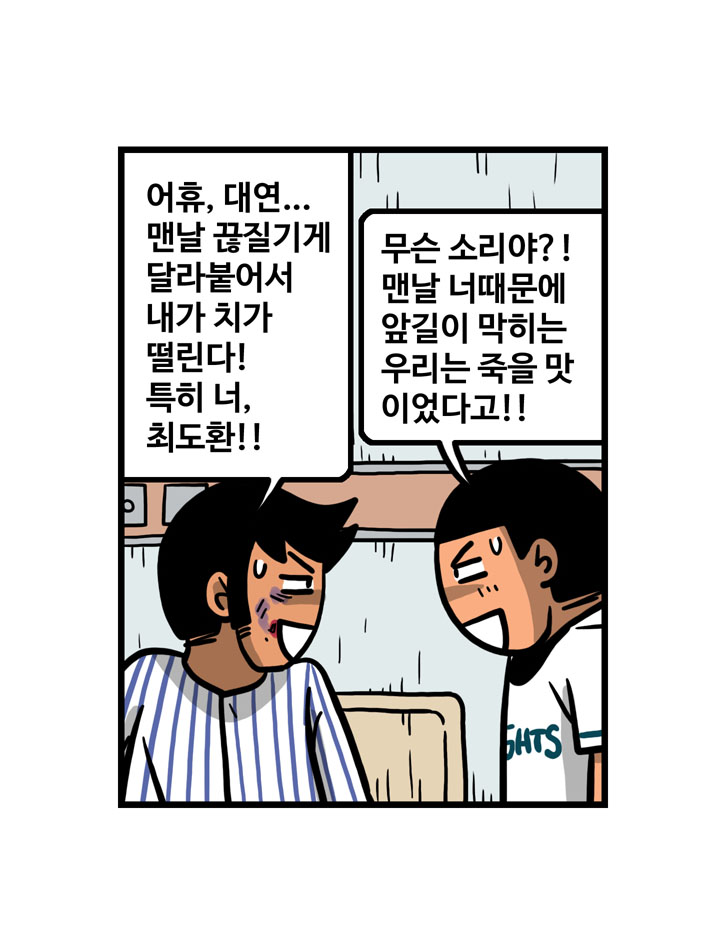 어휴, 대연...
맨날 끊질기게
달라붙어서
내가 치가
떨린다!
특히 너,
최도환!!
무슨 소리야?!
맨날 너때문에
앞길이 막히는
우리는 죽을 맛
이었다고!!
GHTS